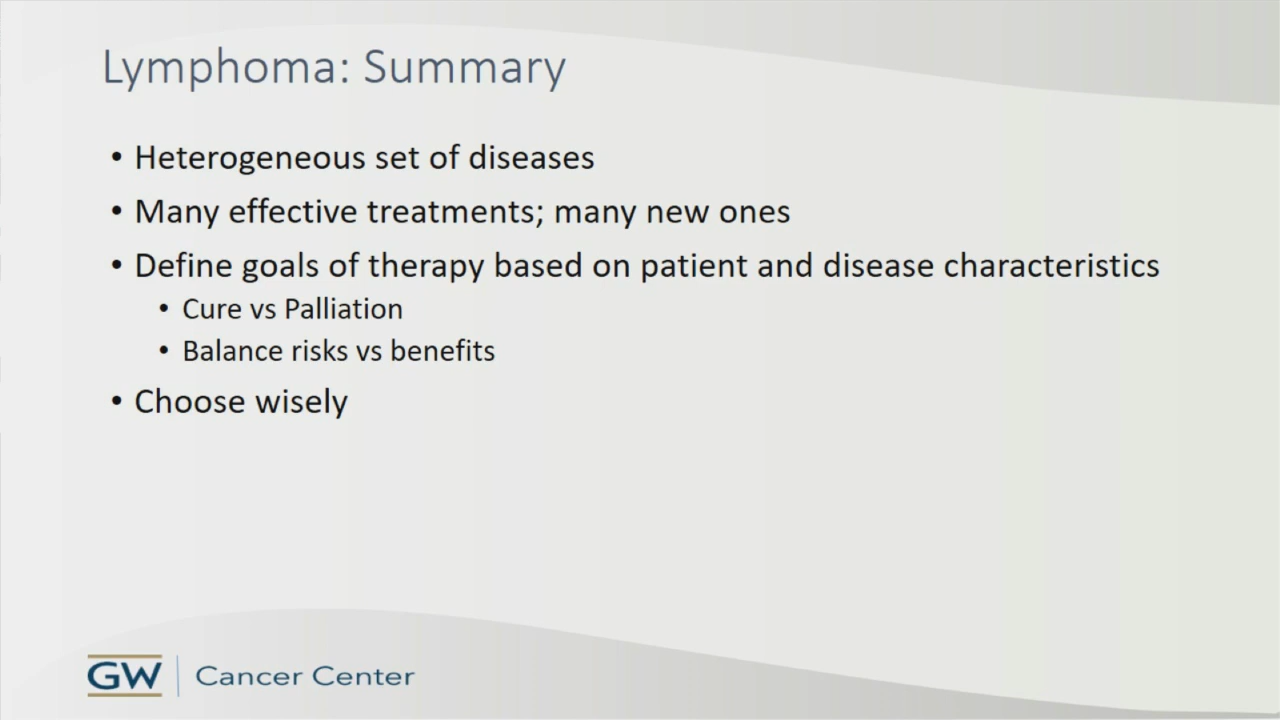 Lymphoma: Summary
• Heterogeneous set of diseases
• Many effective treatments; many new ones
• Define goals of therapy based on patient and disease characteristics
• Cure vs Palliation
• Balance risks vs benefits
• Choose wisely
GW Cancer Center